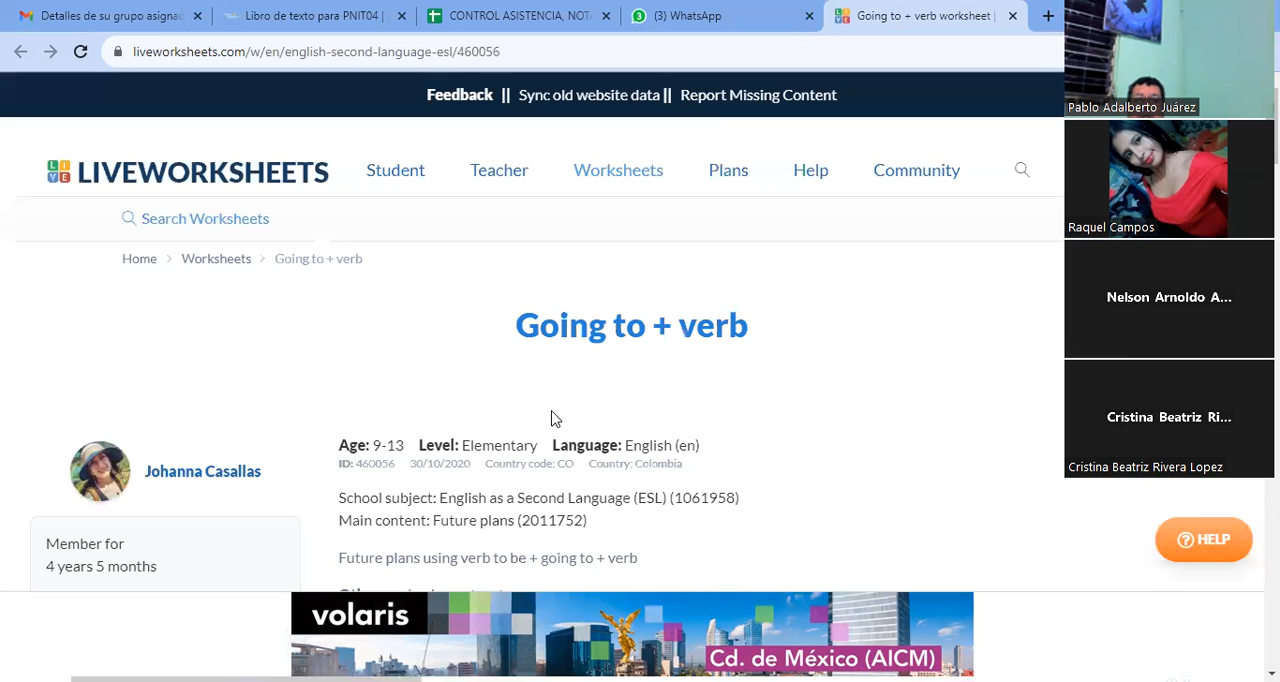 Detalles de su grupo asignad
Libro de texto para PNTE
CONTROL ASISTENCIA, NOTA
(3) WhatsApp
Going to + verb worksheet |
liveworksheets.com/w/en/english-second-language-esl/460056
Feedback || Sync old website data || Report Missing Content
LIVE LIVEWORKSHEETS Student Teacher Worksheets Plans Help Community
Search Worksheets
Home > Worksheets > Going to + verb
Going to + verb
Age: 9-13 Level: Elementary Language: English (en)
ID: 460056 30/10/2020 Country code: CO Country: Colombia
Johanna Casallas
School subject: English as a Second Language (ESL) (1061958)
Main content: Future plans (2011752)
Member for
4 years 5 months
Future plans using verb to be + going to + verb
HELP
volaris
Cd. de México (AICM)
Pablo Adalberto Juárez
Raquel Campos
Nelson Arnoldo A...
Cristina Beatriz Ri...
Cristina Beatriz Rivera Lopez